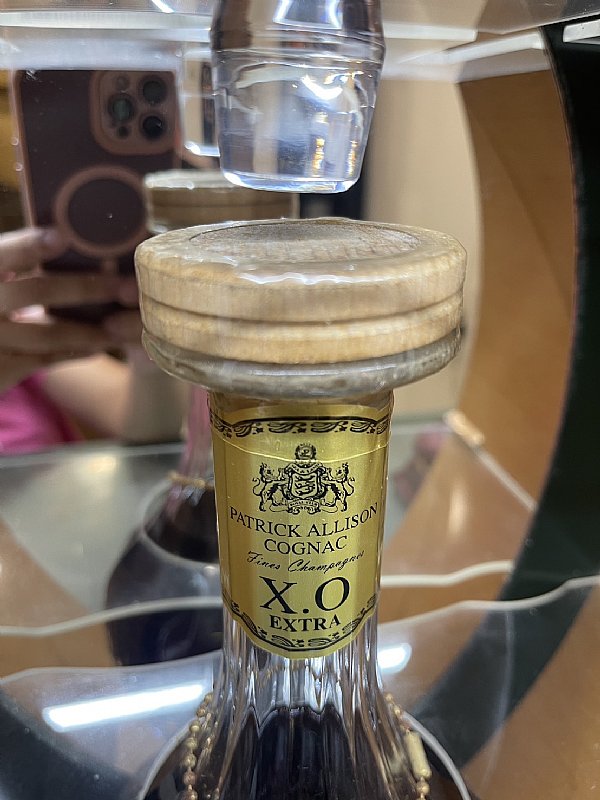 PATRICK ALLISON
COGNAC
Fines Champagnes
X.O
EXTRA